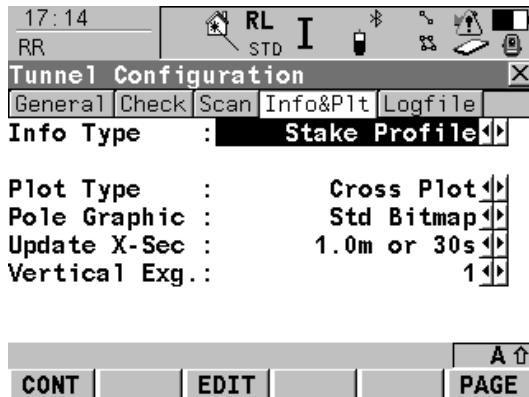 17:14
RR
RL
STD
I
Tunnel Configuration
General Check Scan Info&Plt Logfile
Info Type : Stake Profile
Plot Type : Cross Plot
Pole Graphic : Std Bitmap
Update X-Sec : 1.0m or 30s
Vertical Exg.: 1
A
CONT EDIT PAGE